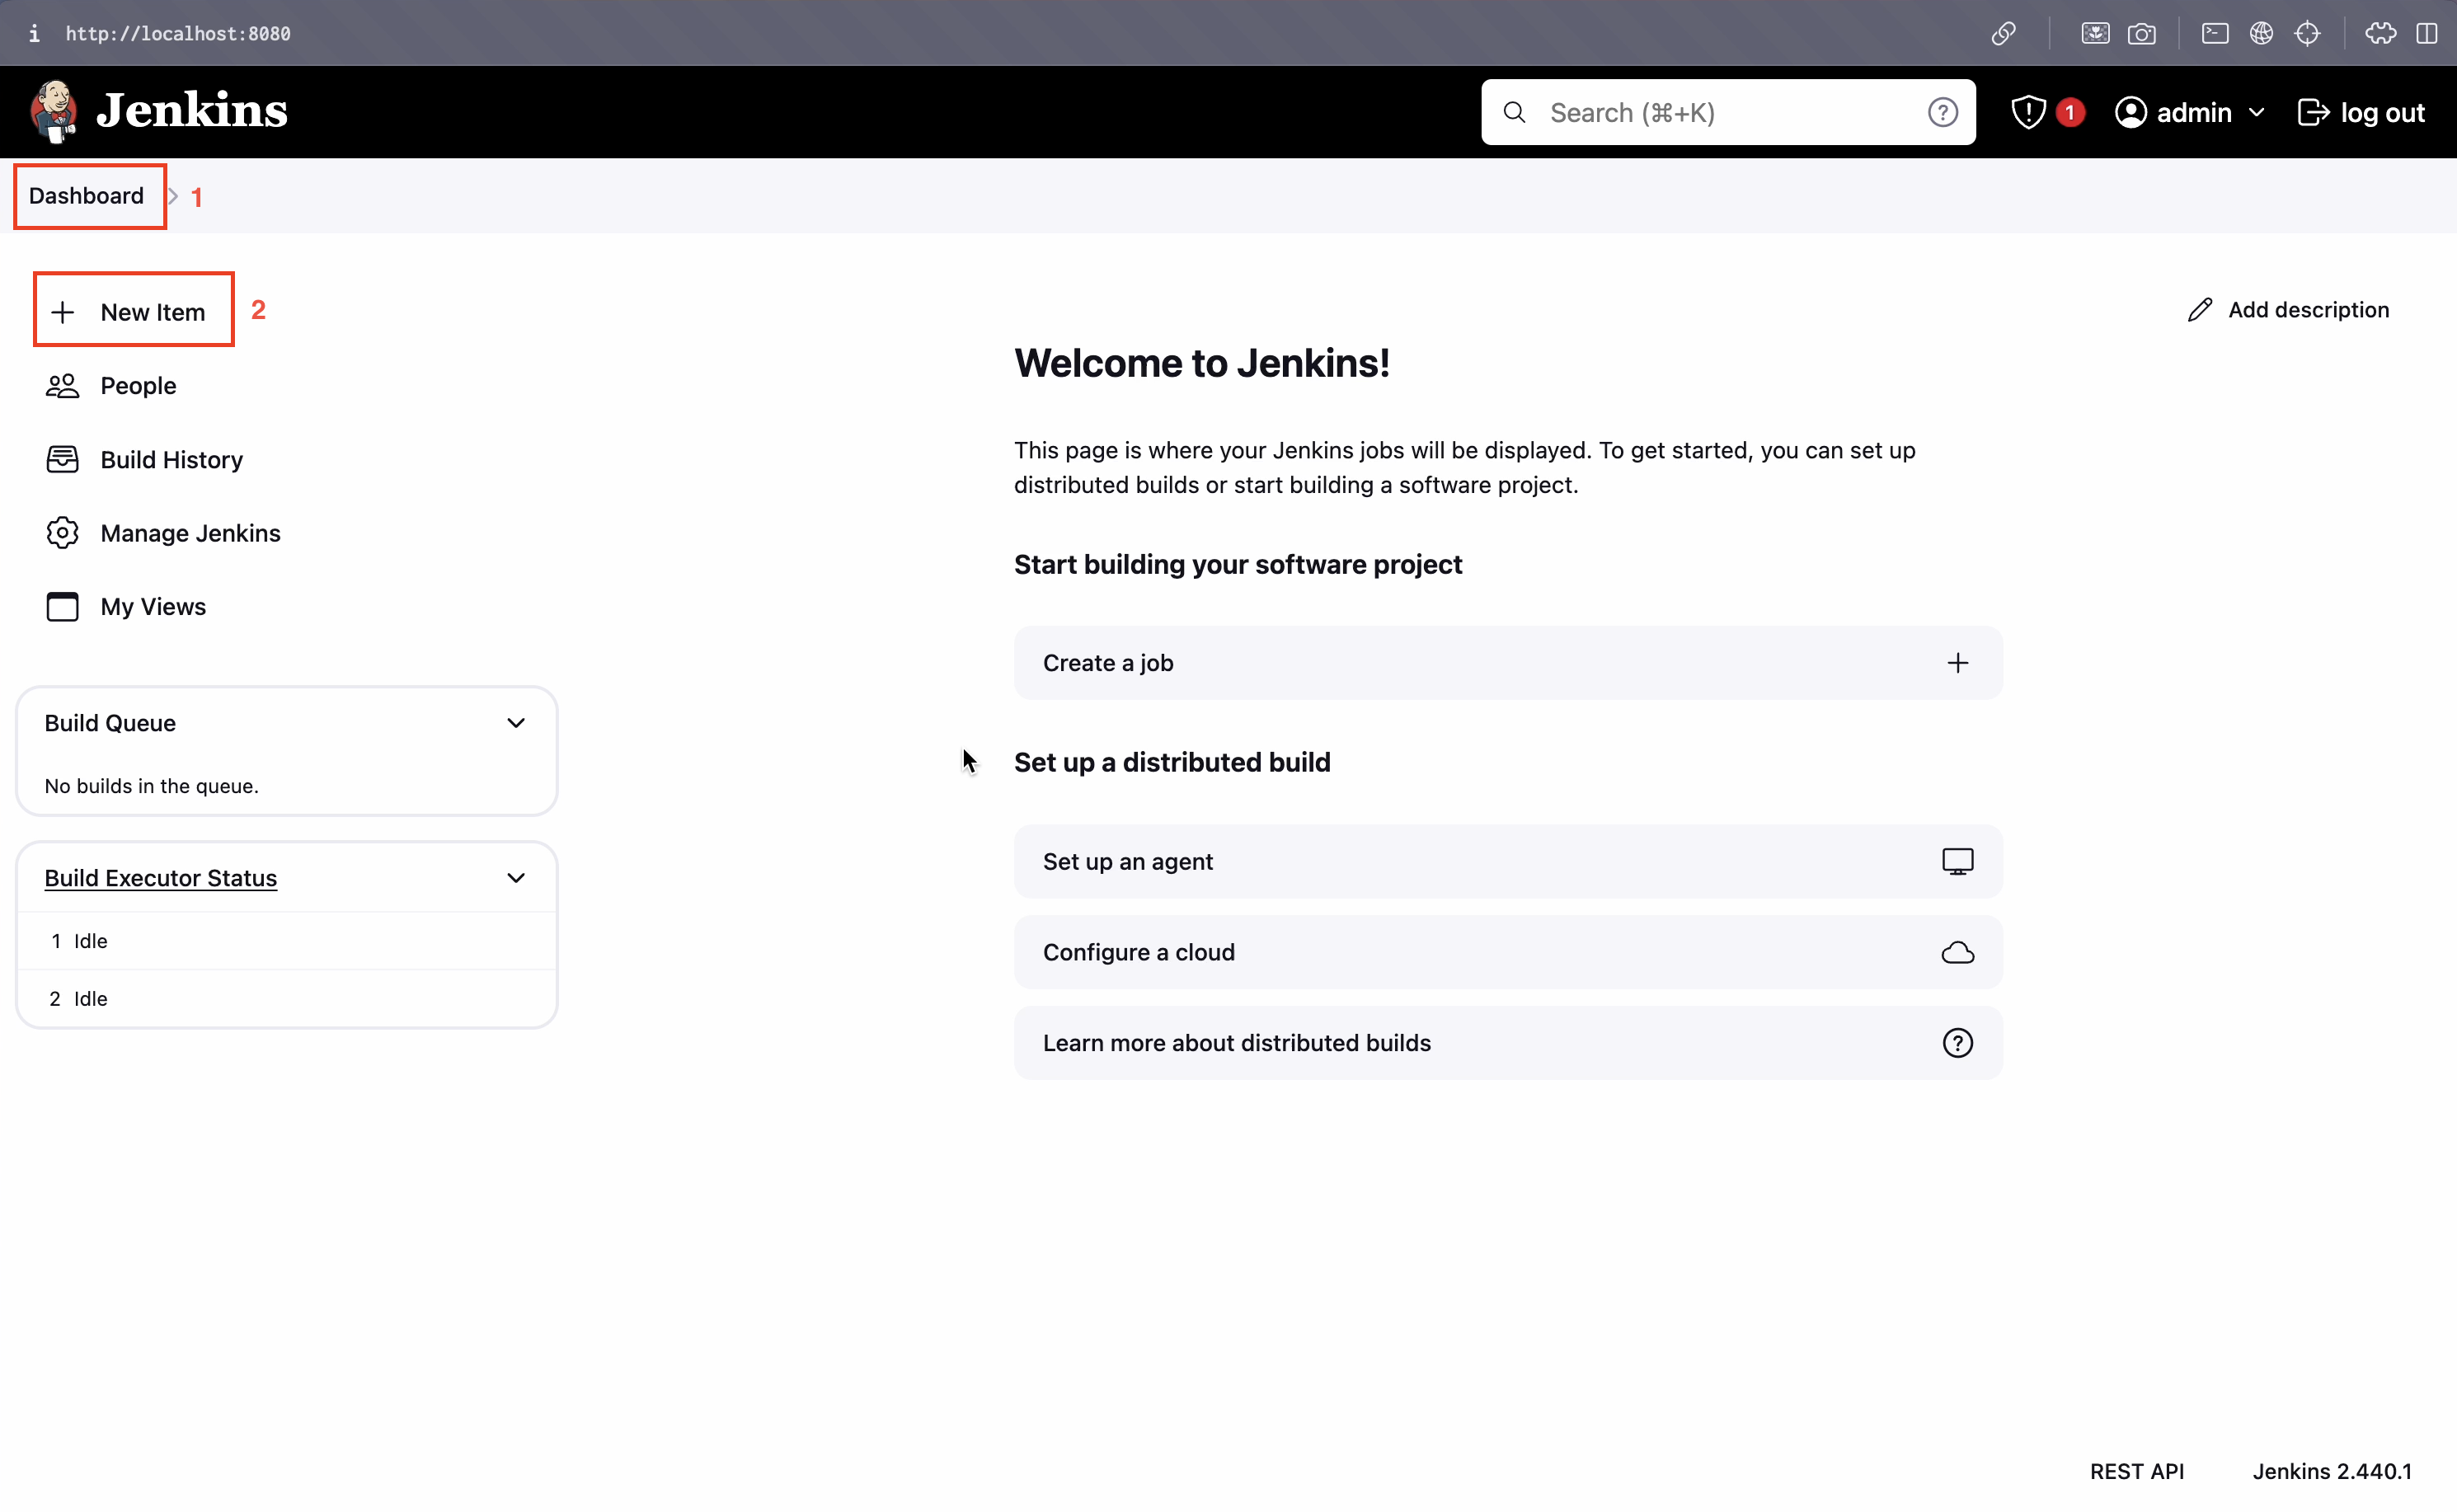 i http://localhost:8080
Jenkins
Search (⌘+K)
1
admin
log out
Dashboard
1
New Item
2
People
Build History
Manage Jenkins
My Views
Build Queue
No builds in the queue.
Build Executor Status
1 Idle
2 Idle
Add description
Welcome to Jenkins!
This page is where your Jenkins jobs will be displayed. To get started, you can set up
distributed builds or start building a software project.
Start building your software project
Create a job
Set up a distributed build
Set up an agent
Configure a cloud
Learn more about distributed builds
REST API
Jenkins 2.440.1